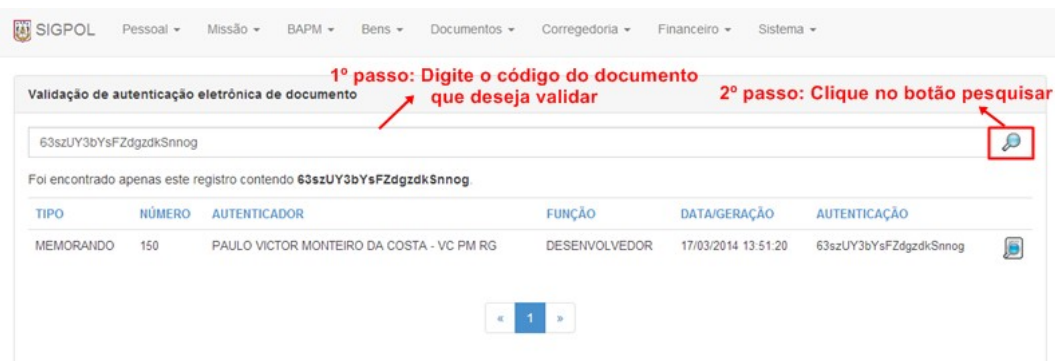 SIGPOL Pessoal Missão BAPM Bens Documentos Corregedoria Financeiro Sistema
1º passo: Digite o código do documento
que deseja validar
2º passo: Clique no botão pesquisar
Validação de autenticação eletrônica de documento
63szUY3bYsFZdgzdkSnnog
Foi encontrado apenas este registro contendo 63szUY3bYsFZdgzdkSnnog.
TIPO NÚMERO AUTENTICADOR FUNÇÃO DATA/GERAÇÃO AUTENTICAÇÃO
MEMORANDO 150 PAULO VICTOR MONTEIRO DA COSTA - VC PM RG DESENVOLVEDOR 17/03/2014 13:51:20 63szUY3bYsFZdgzdkSnnog
« 1 »